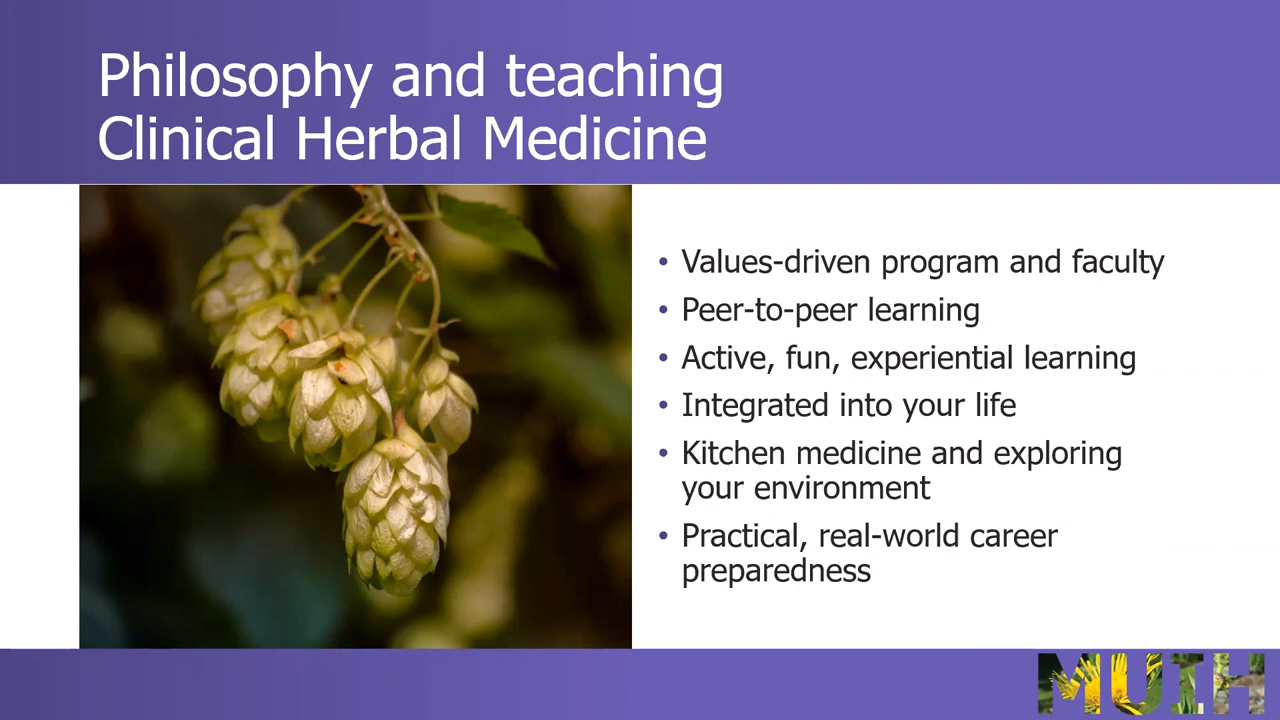 Philosophy and teaching
Clinical Herbal Medicine
• Values-driven program and faculty
• Peer-to-peer learning
• Active, fun, experiential learning
• Integrated into your life
• Kitchen medicine and exploring
your environment
• Practical, real-world career
preparedness
MUIH